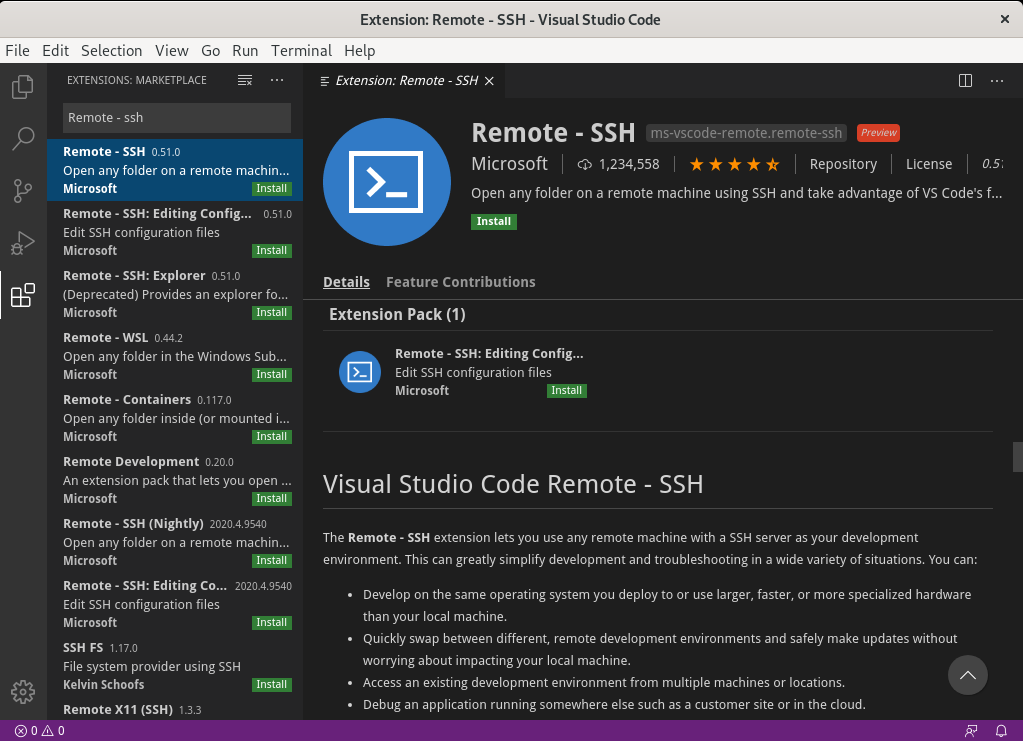 Extension: Remote - SSH - Visual Studio Code
File Edit Selection View Go Run Terminal Help
EXTENSIONS: MARKETPLACE
Remote - ssh
Remote - SSH 0.51.0
Open any folder on a remote machin...
Microsoft Install
Remote - SSH: Editing Config... 0.51.0
Edit SSH configuration files
Microsoft Install
Remote - SSH: Explorer 0.51.0
(Deprecated) Provides an explorer fo...
Microsoft Install
Remote - WSL 0.44.2
Open any folder in the Windows Sub...
Microsoft Install
Remote - Containers 0.117.0
Open any folder inside (or mounted i...
Microsoft Install
Remote Development 0.20.0
An extension pack that lets you open ...
Microsoft Install
Remote - SSH (Nightly) 2020.4.9540
Open any folder on a remote machin...
Microsoft Install
Remote - SSH: Editing Co... 2020.4.9540
Edit SSH configuration files
Microsoft Install
SSH FS 1.17.0
File system provider using SSH
Kelvin Schoofs Install
Remote X11 (SSH) 1.3.3
Extension: Remote - SSH
Remote - SSH ms-vscode-remote.remote-ssh Preview
Microsoft 1,234,558 Repository License 0.5
Open any folder on a remote machine using SSH and take advantage of VS Code's f...
Install
Details Feature Contributions
Extension Pack (1)
Remote - SSH: Editing Config...
Edit SSH configuration files
Microsoft Install
Visual Studio Code Remote - SSH
The Remote - SSH extension lets you use any remote machine with a SSH server as your development
environment. This can greatly simplify development and troubleshooting in a wide variety of situations. You can:
• Develop on the same operating system you deploy to or use larger, faster, or more specialized hardware
than your local machine.
• Quickly swap between different, remote development environments and safely make updates without
worrying about impacting your local machine.
• Access an existing development environment from multiple machines or locations.
• Debug an application running somewhere else such as a customer site or in the cloud.
0 0